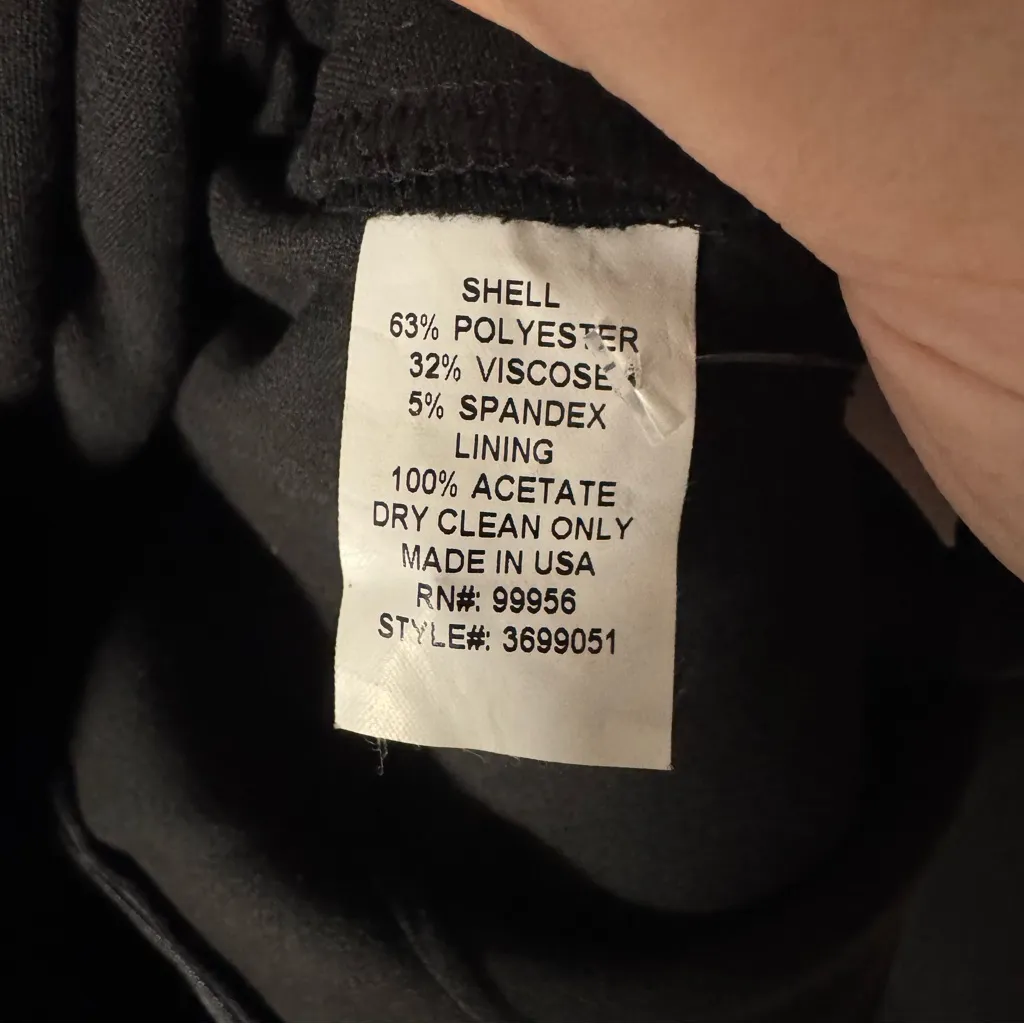 SHELL
63% POLYESTER
32% VISCOSE
5% SPANDEX
LINING
100% ACETATE
DRY CLEAN ONLY
MADE IN USA
RN#: 99956
STYLE#: 3699051